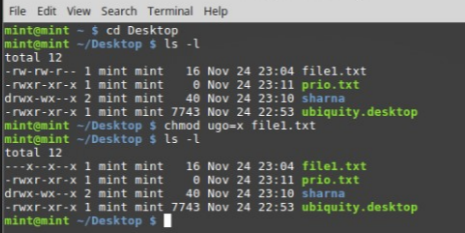 File Edit View Search Terminal Help
mint@mint ~ $ cd Desktop
mint@mint ~/Desktop $ ls -l
total 12
-rw-rw-r-- 1 mint mint   16 Nov 24 23:04 file1.txt
-rwxr-xr-x 1 mint mint    0 Nov 24 23:11 prio.txt
drwx-wx--x 2 mint mint   40 Nov 24 23:10 sharna
-rwxr-xr-x 1 mint mint 7743 Nov 24 22:53 ubiquity.desktop
mint@mint ~/Desktop $ chmod ugo=x file1.txt
mint@mint ~/Desktop $ ls -l
total 12
---x--x--x 1 mint mint   16 Nov 24 23:04 file1.txt
-rwxr-xr-x 1 mint mint    0 Nov 24 23:11 prio.txt
drwx-wx--x 2 mint mint   40 Nov 24 23:10 sharna
-rwxr-xr-x 1 mint mint 7743 Nov 24 22:53 ubiquity.desktop
mint@mint ~/Desktop $